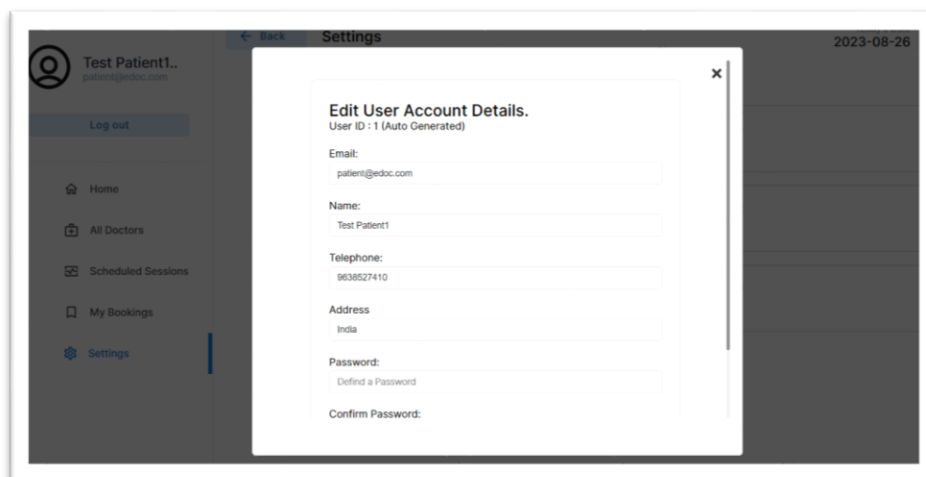 Test Patient1..
patient@edoc.com
Log out
Home
All Doctors
Scheduled Sessions
My Bookings
Settings
Back
Settings
2023-08-26
Edit User Account Details.
User ID : 1 (Auto Generated)
Email:
patient@edoc.com
Name:
Test Patient1
Telephone:
9638527410
Address
India
Password:
Defind a Password
Confirm Password: